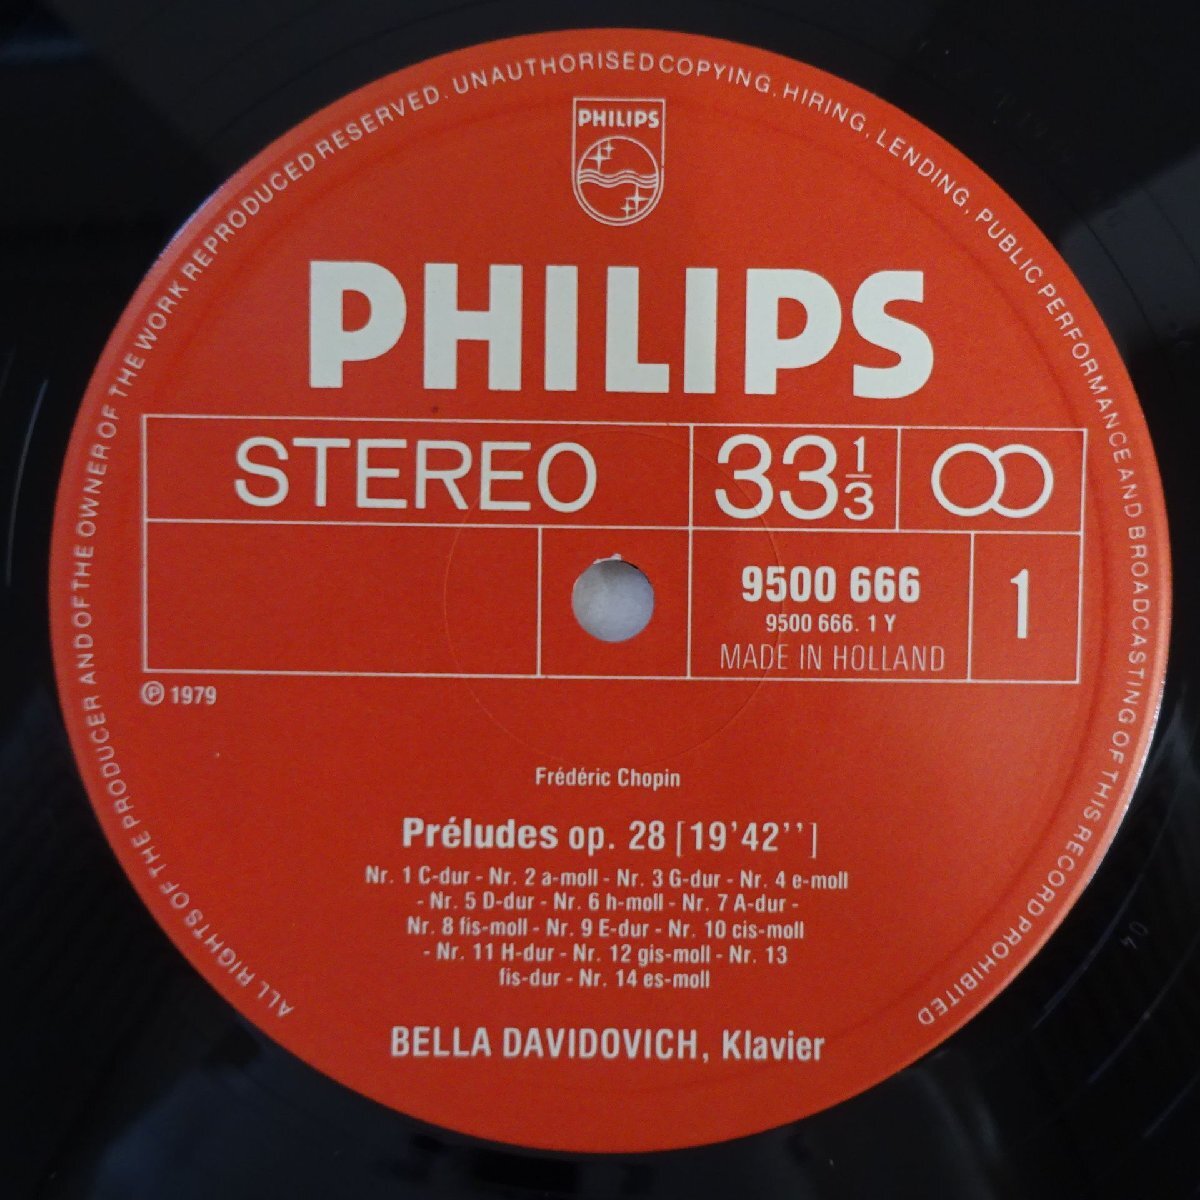 ALL RIGHTS OF THE PRODUCER AND OF THE OWNER OF THE WORK REPRODUCED RESERVED. UNAUTHORISED COPYING, HIRING, LENDING, PUBLIC PERFORMANCE AND BROADCASTING OF THIS RECORD PROHIBITED
PHILIPS
PHILIPS
STEREO 33 1/3
9500 666 1
9500 666. 1 Y
MADE IN HOLLAND
℗ 1979
Frédéric Chopin
Préludes op. 28 [19'42'']
Nr. 1 C-dur - Nr. 2 a-moll - Nr. 3 G-dur - Nr. 4 e-moll
- Nr. 5 D-dur - Nr. 6 h-moll - Nr. 7 A-dur -
Nr. 8 fis-moll - Nr. 9 E-dur - Nr. 10 cis-moll
- Nr. 11 H-dur - Nr. 12 gis-moll - Nr. 13
fis-dur - Nr. 14 es-moll
BELLA DAVIDOVICH, Klavier